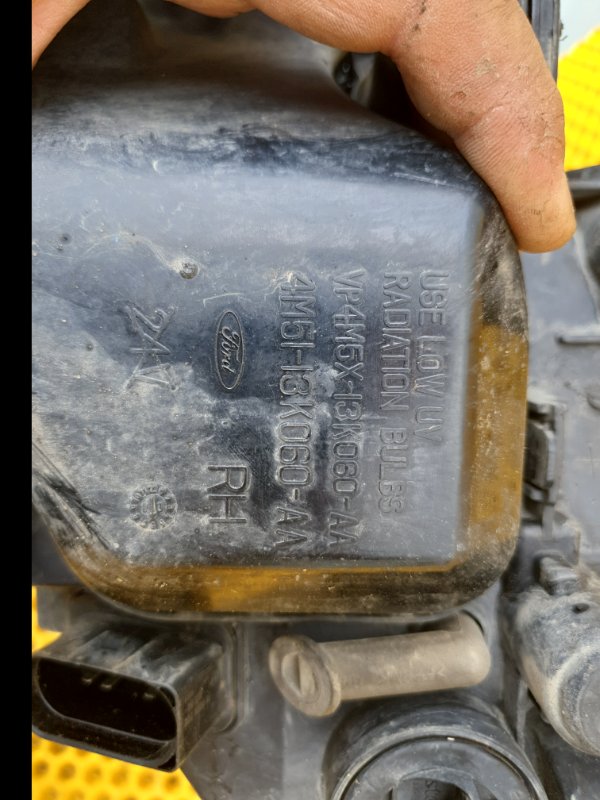 USE LOW UV
RADIATION BULBS
VP4M5X-13K060-AA
4M51-13K060-AA
Ford
RH